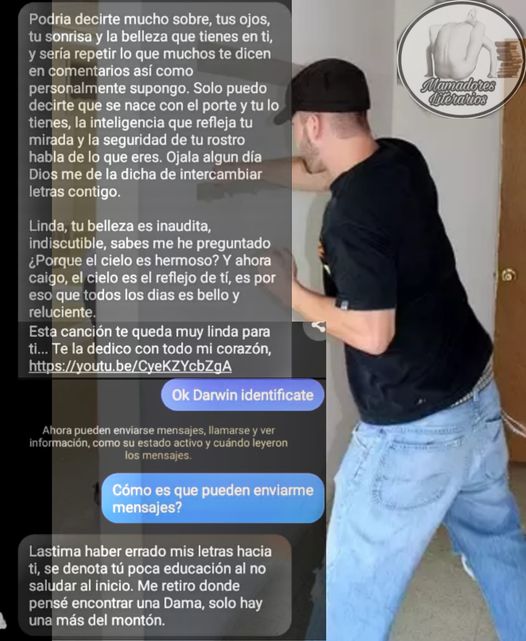 Podria decirte mucho sobre, tus ojos,
tu sonrisa y la belleza que tienes en ti,
y sería repetir lo que muchos te dicen
en comentarios así como
personalmente supongo. Solo puedo
decirte que se nace con el porte y tu lo
tienes, la inteligencia que refleja tu
mirada y la seguridad de tu rostro
habla de lo que eres. Ojala algun día
Dios me de la dicha de intercambiar
letras contigo.
Linda, tu belleza es inaudita,
indiscutible, sabes me he preguntado
¿Porque el cielo es hermoso? Y ahora
caigo, el cielo es el reflejo de tí, es por
eso que todos los dias es bello y
reluciente.
Esta canción te queda muy linda para
ti... Te la dedico con todo mi corazón,
https://youtu.be/CyeKZYcbZgA
Ok Darwin identificate
Ahora pueden enviarse mensajes, llamarse y ver
información, como su estado activo y cuándo leyeron
los mensajes.
Cómo es que pueden enviarme
mensajes?
Lastima haber errado mis letras hacia
ti, se denota tú poca educación al no
saludar al inicio. Me retiro donde
pensé encontrar una Dama, solo hay
una más del montón.
Mamadores
Literarios